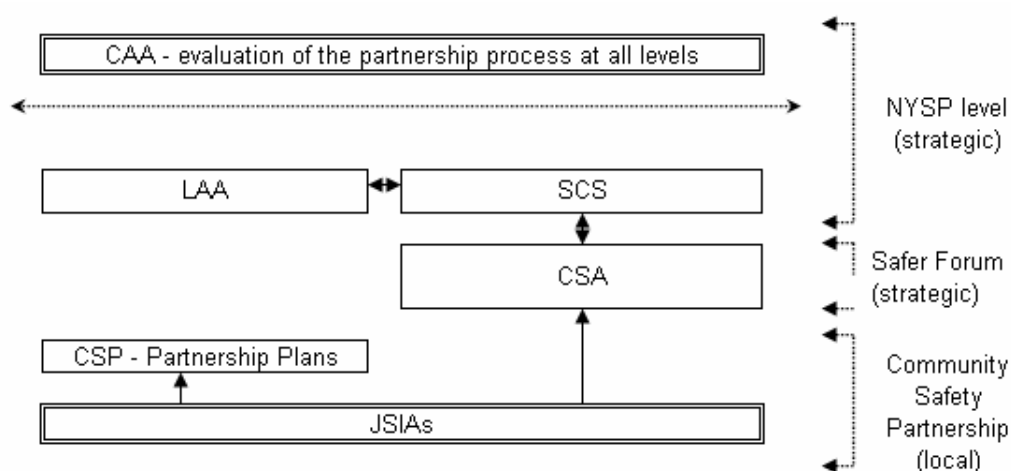 CAA - evaluation of the partnership process at all levels
NYSP level
(strategic)
LAA
SCS
CSA
Safer Forum
(strategic)
CSP - Partnership Plans
JSIAs
Community
Safety
Partnership
(local)